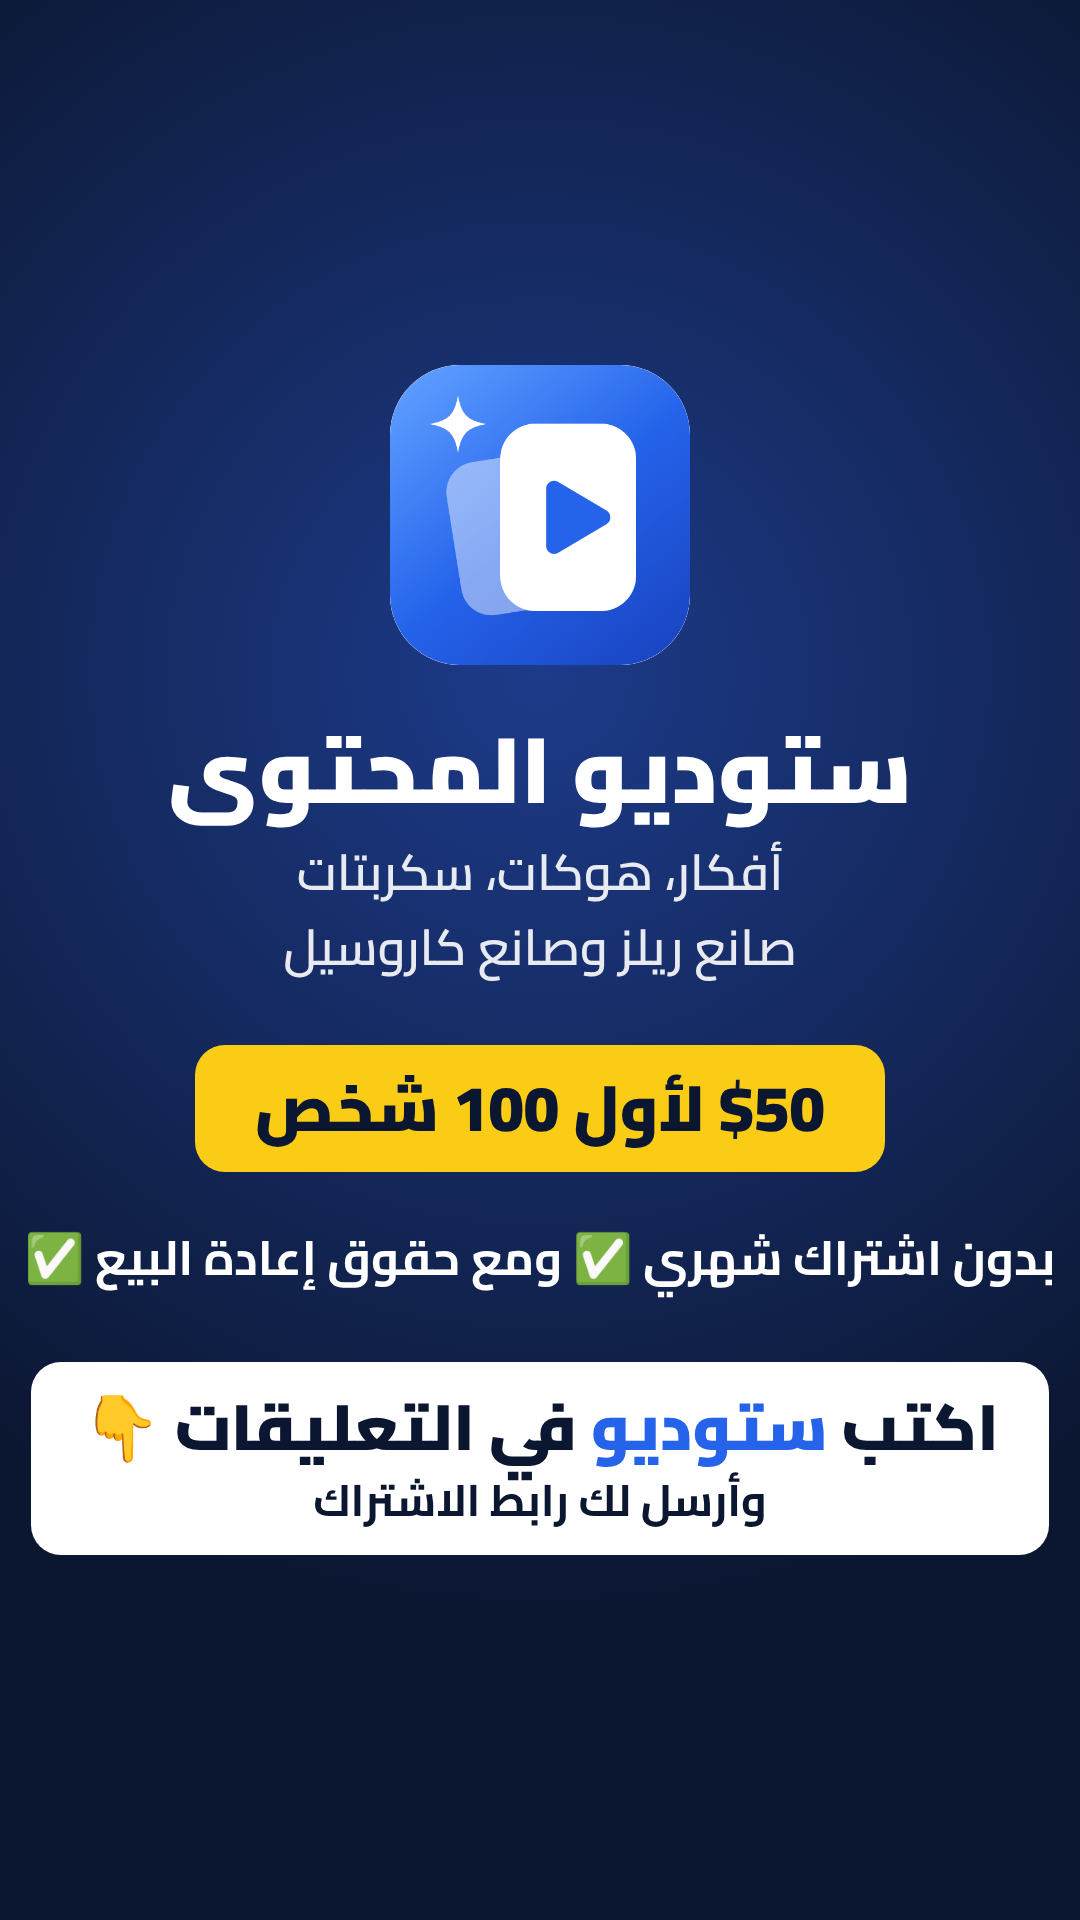 ستوديو المحتوى
أفكار، هوكات، سكربتات
صانع ريلز وصانع كاروسيل
$50 لأول 100 شخص
بدون اشتراك شهري ✅ ومع حقوق إعادة البيع ✅
اكتب ستوديو في التعليقات 👇
وأرسل لك رابط الاشتراك